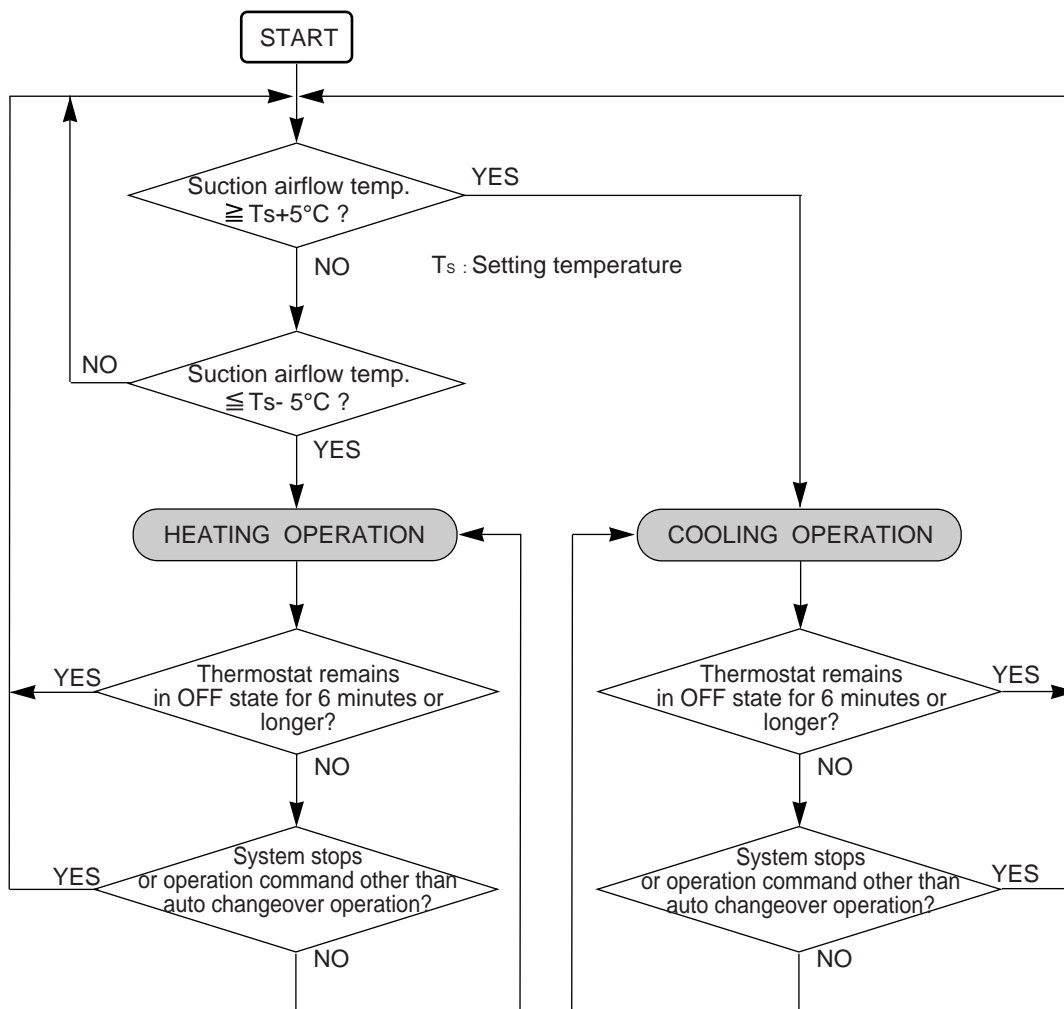 START
Suction airflow temp.
≧ Ts+5°C ?
YES
NO
Ts : Setting temperature
NO
Suction airflow temp.
≦ Ts- 5°C ?
YES
HEATING OPERATION
COOLING OPERATION
YES
Thermostat remains
in OFF state for 6 minutes or
longer?
NO
Thermostat remains
in OFF state for 6 minutes or
longer?
YES
NO
YES
System stops
or operation command other than
auto changeover operation?
NO
System stops
or operation command other than
auto changeover operation?
YES
NO